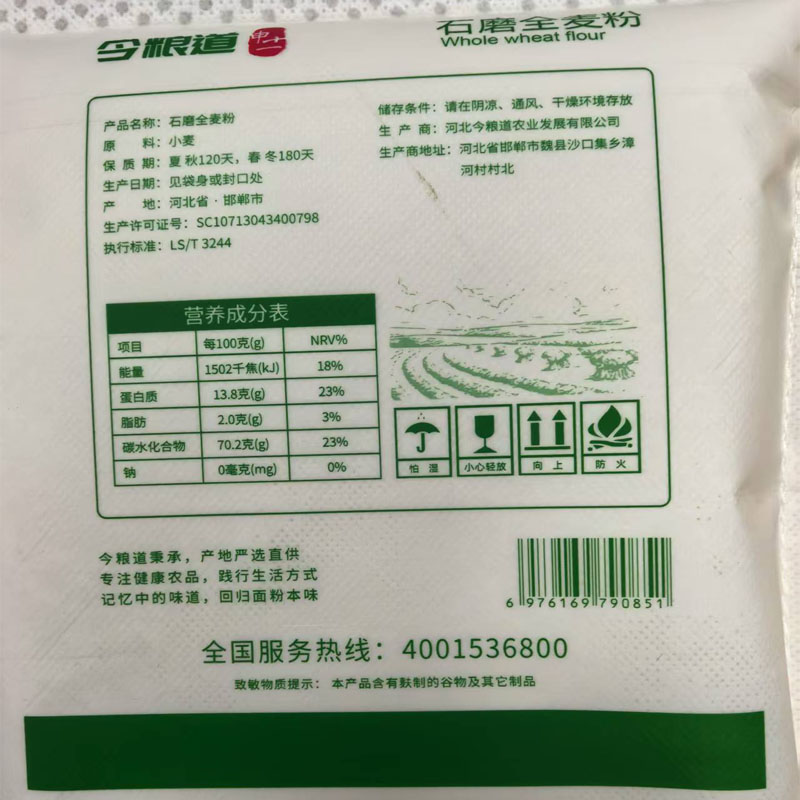 今粮道
申十一
石磨全麦粉
Whole wheat flour
产品名称：石磨全麦粉
原　　料：小麦
保 质 期：夏 秋120天，春 冬180天
生产日期：见袋身或封口处
产　　地：河北省·邯郸市
生产许可证号：SC10713043400798
执行标准：LS/T 3244
储存条件：请在阴凉、通风、干燥环境存放
生 产 商：河北今粮道农业发展有限公司
生产商地址：河北省邯郸市魏县沙口集乡漳
河村村北
营养成分表
项目 每100克(g) NRV%
能量 1502千焦(kJ) 18%
蛋白质 13.8克(g) 23%
脂肪 2.0克(g) 3%
碳水化合物 70.2克(g) 23%
钠 0毫克(mg) 0%
怕 湿 小心轻放 向 上 防 火
今粮道秉承，产地严选直供
专注健康农品，践行生活方式
记忆中的味道，回归面粉本味
6 976169 790851
全国服务热线：4001536800
致敏物质提示： 本产品含有麸制的谷物及其它制品